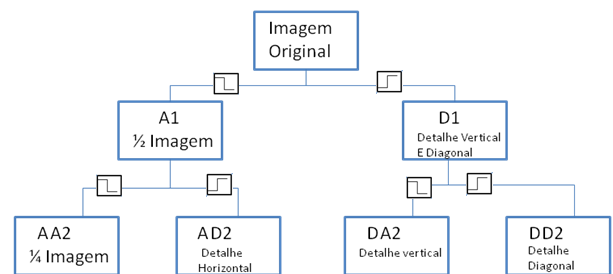 Imagem
Original
A1
½ Imagem
D1
Detalhe Vertical
E Diagonal
AA2
¼ Imagem
AD2
Detalhe
Horizontal
DA2
Detalhe vertical
DD2
Detalhe
Diagonal